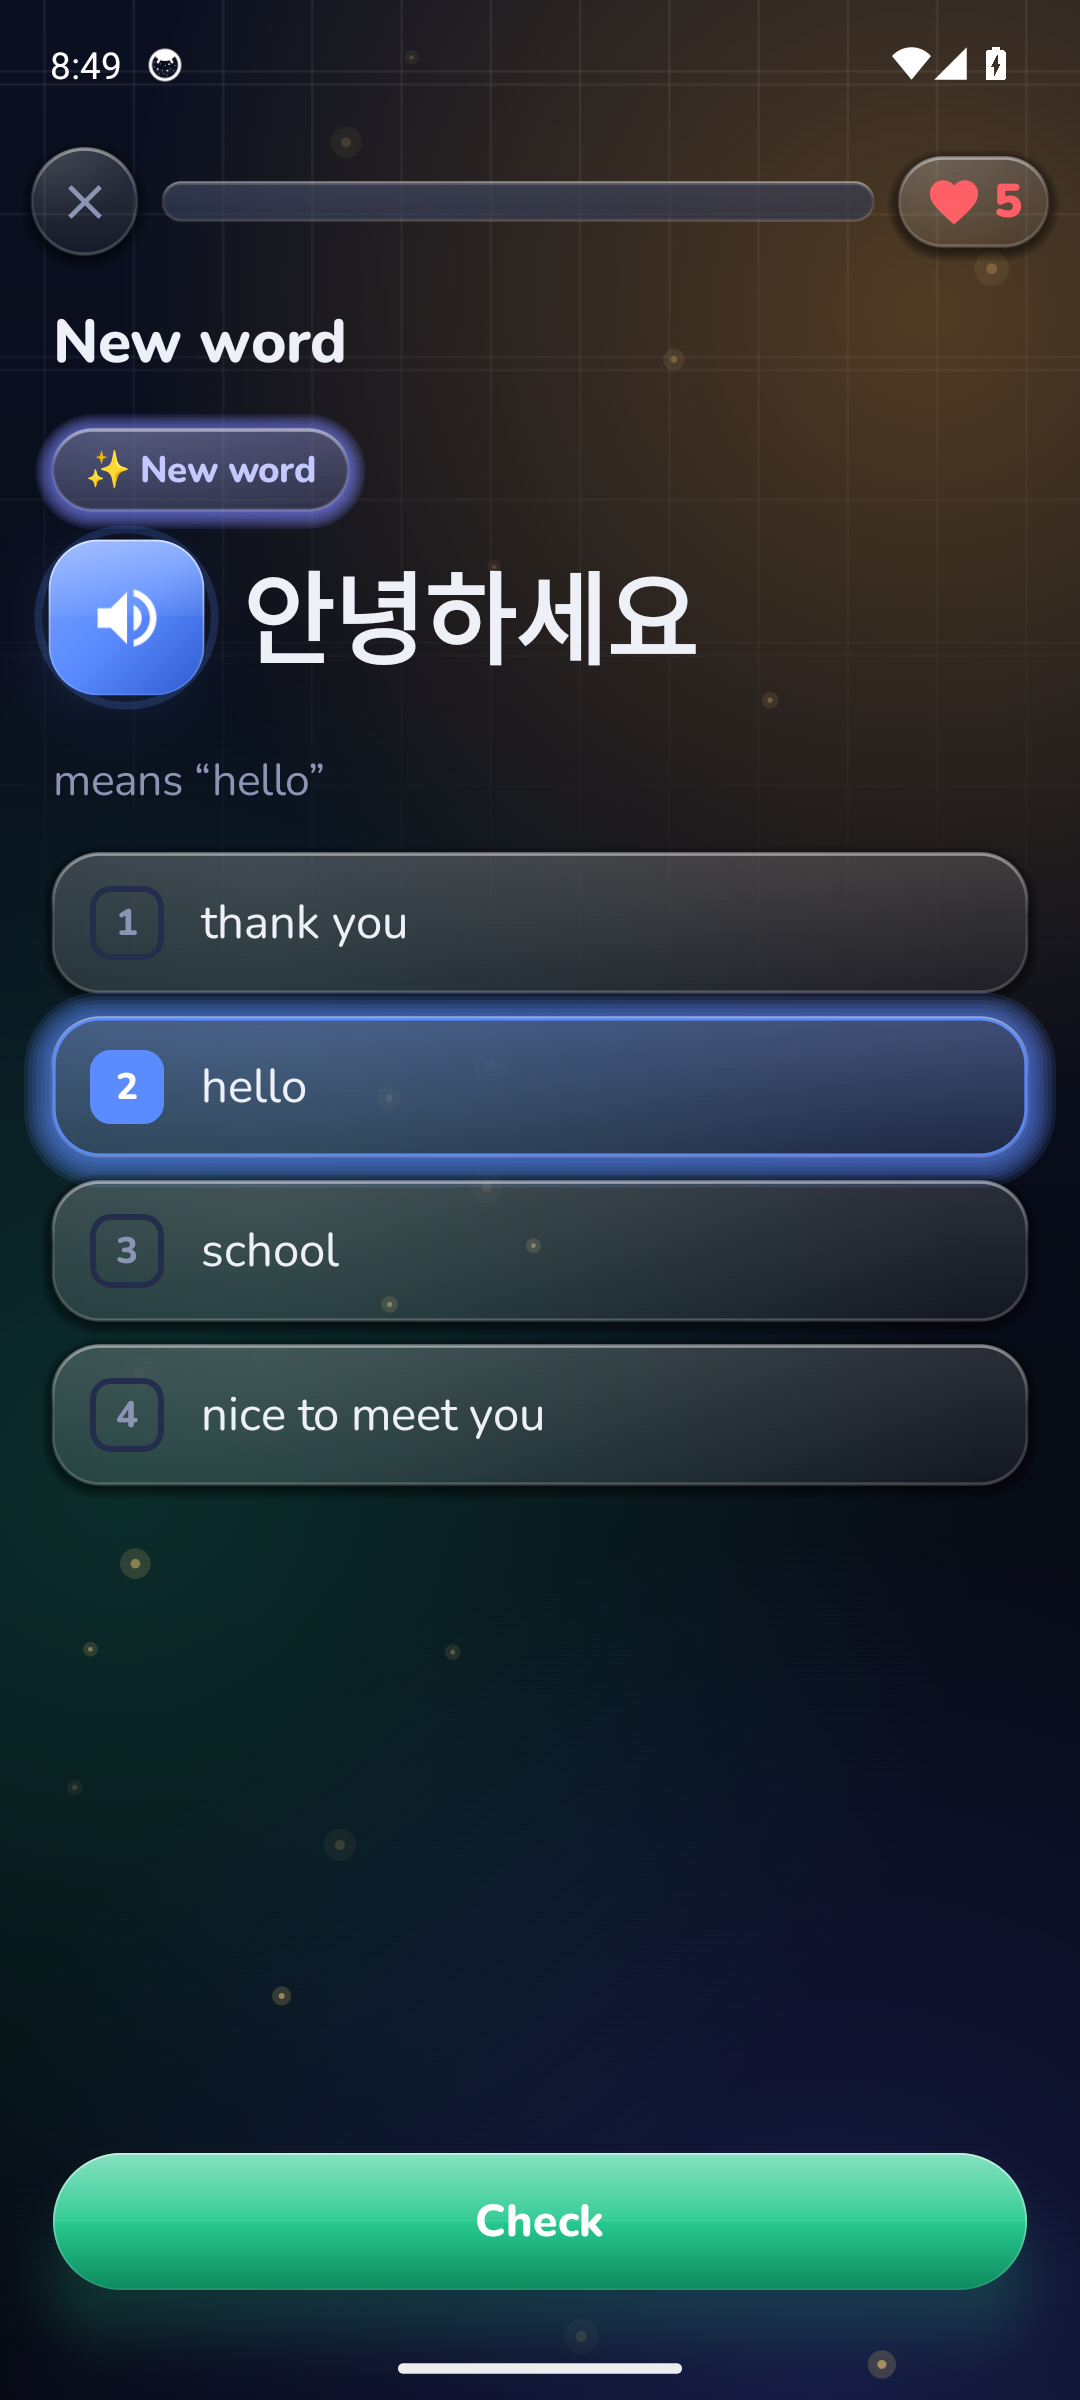 8:49
5
New word
✨ New word
안녕하세요
means “hello”
1 thank you
2 hello
3 school
4 nice to meet you
Check